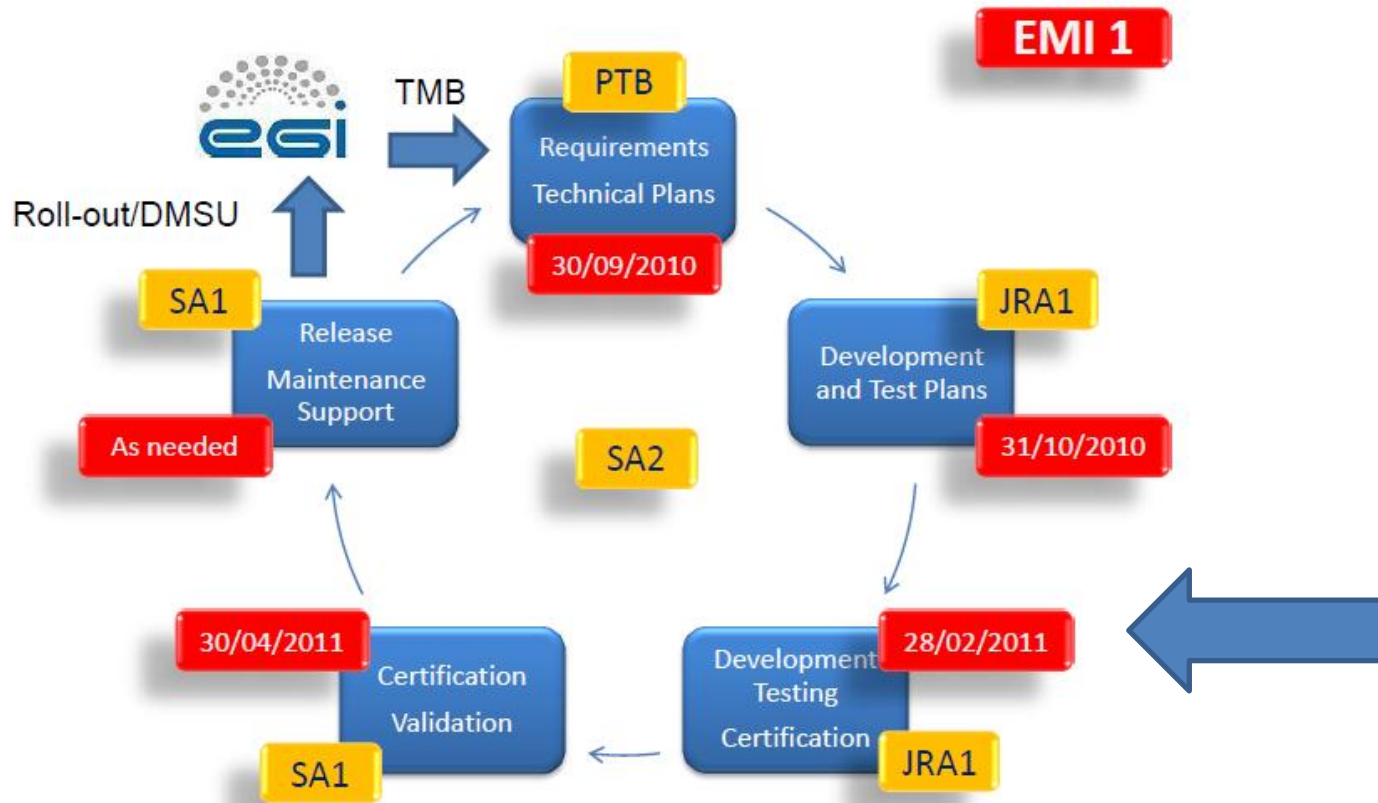 EMI 1
egi
TMB
PTB
Requirements
Technical Plans
30/09/2010
Roll-out/DMSU
SA1
Release
Maintenance
Support
As needed
JRA1
Development
and Test Plans
31/10/2010
SA2
30/04/2011
Certification
Validation
SA1
28/02/2011
Development
Testing
Certification
JRA1